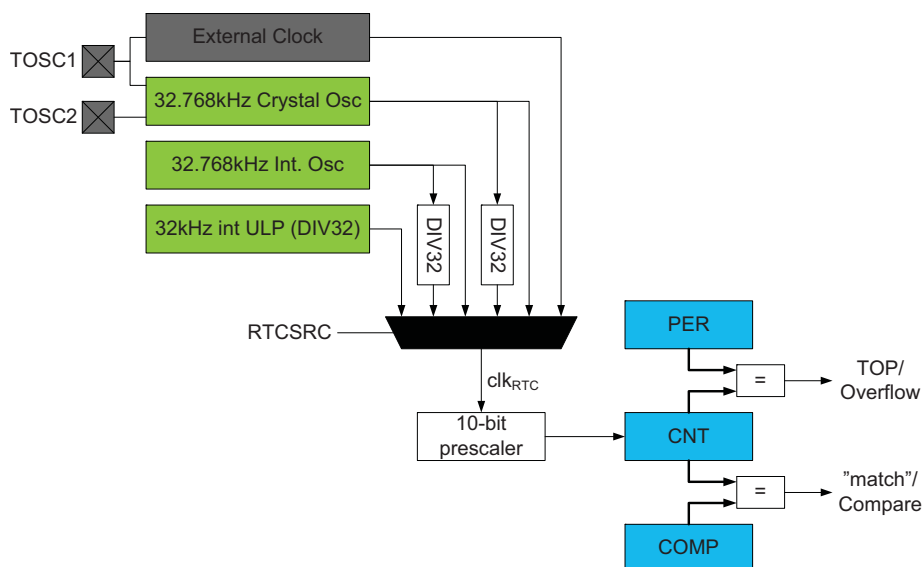 External Clock
TOSC1
32.768kHz Crystal Osc
TOSC2
32.768kHz Int. Osc
32kHz int ULP (DIV32)
DIV32
DIV32
RTCSRC
PER
clkRTC
=
TOP/
Overflow
10-bit
prescaler
CNT
=
”match”/
Compare
COMP